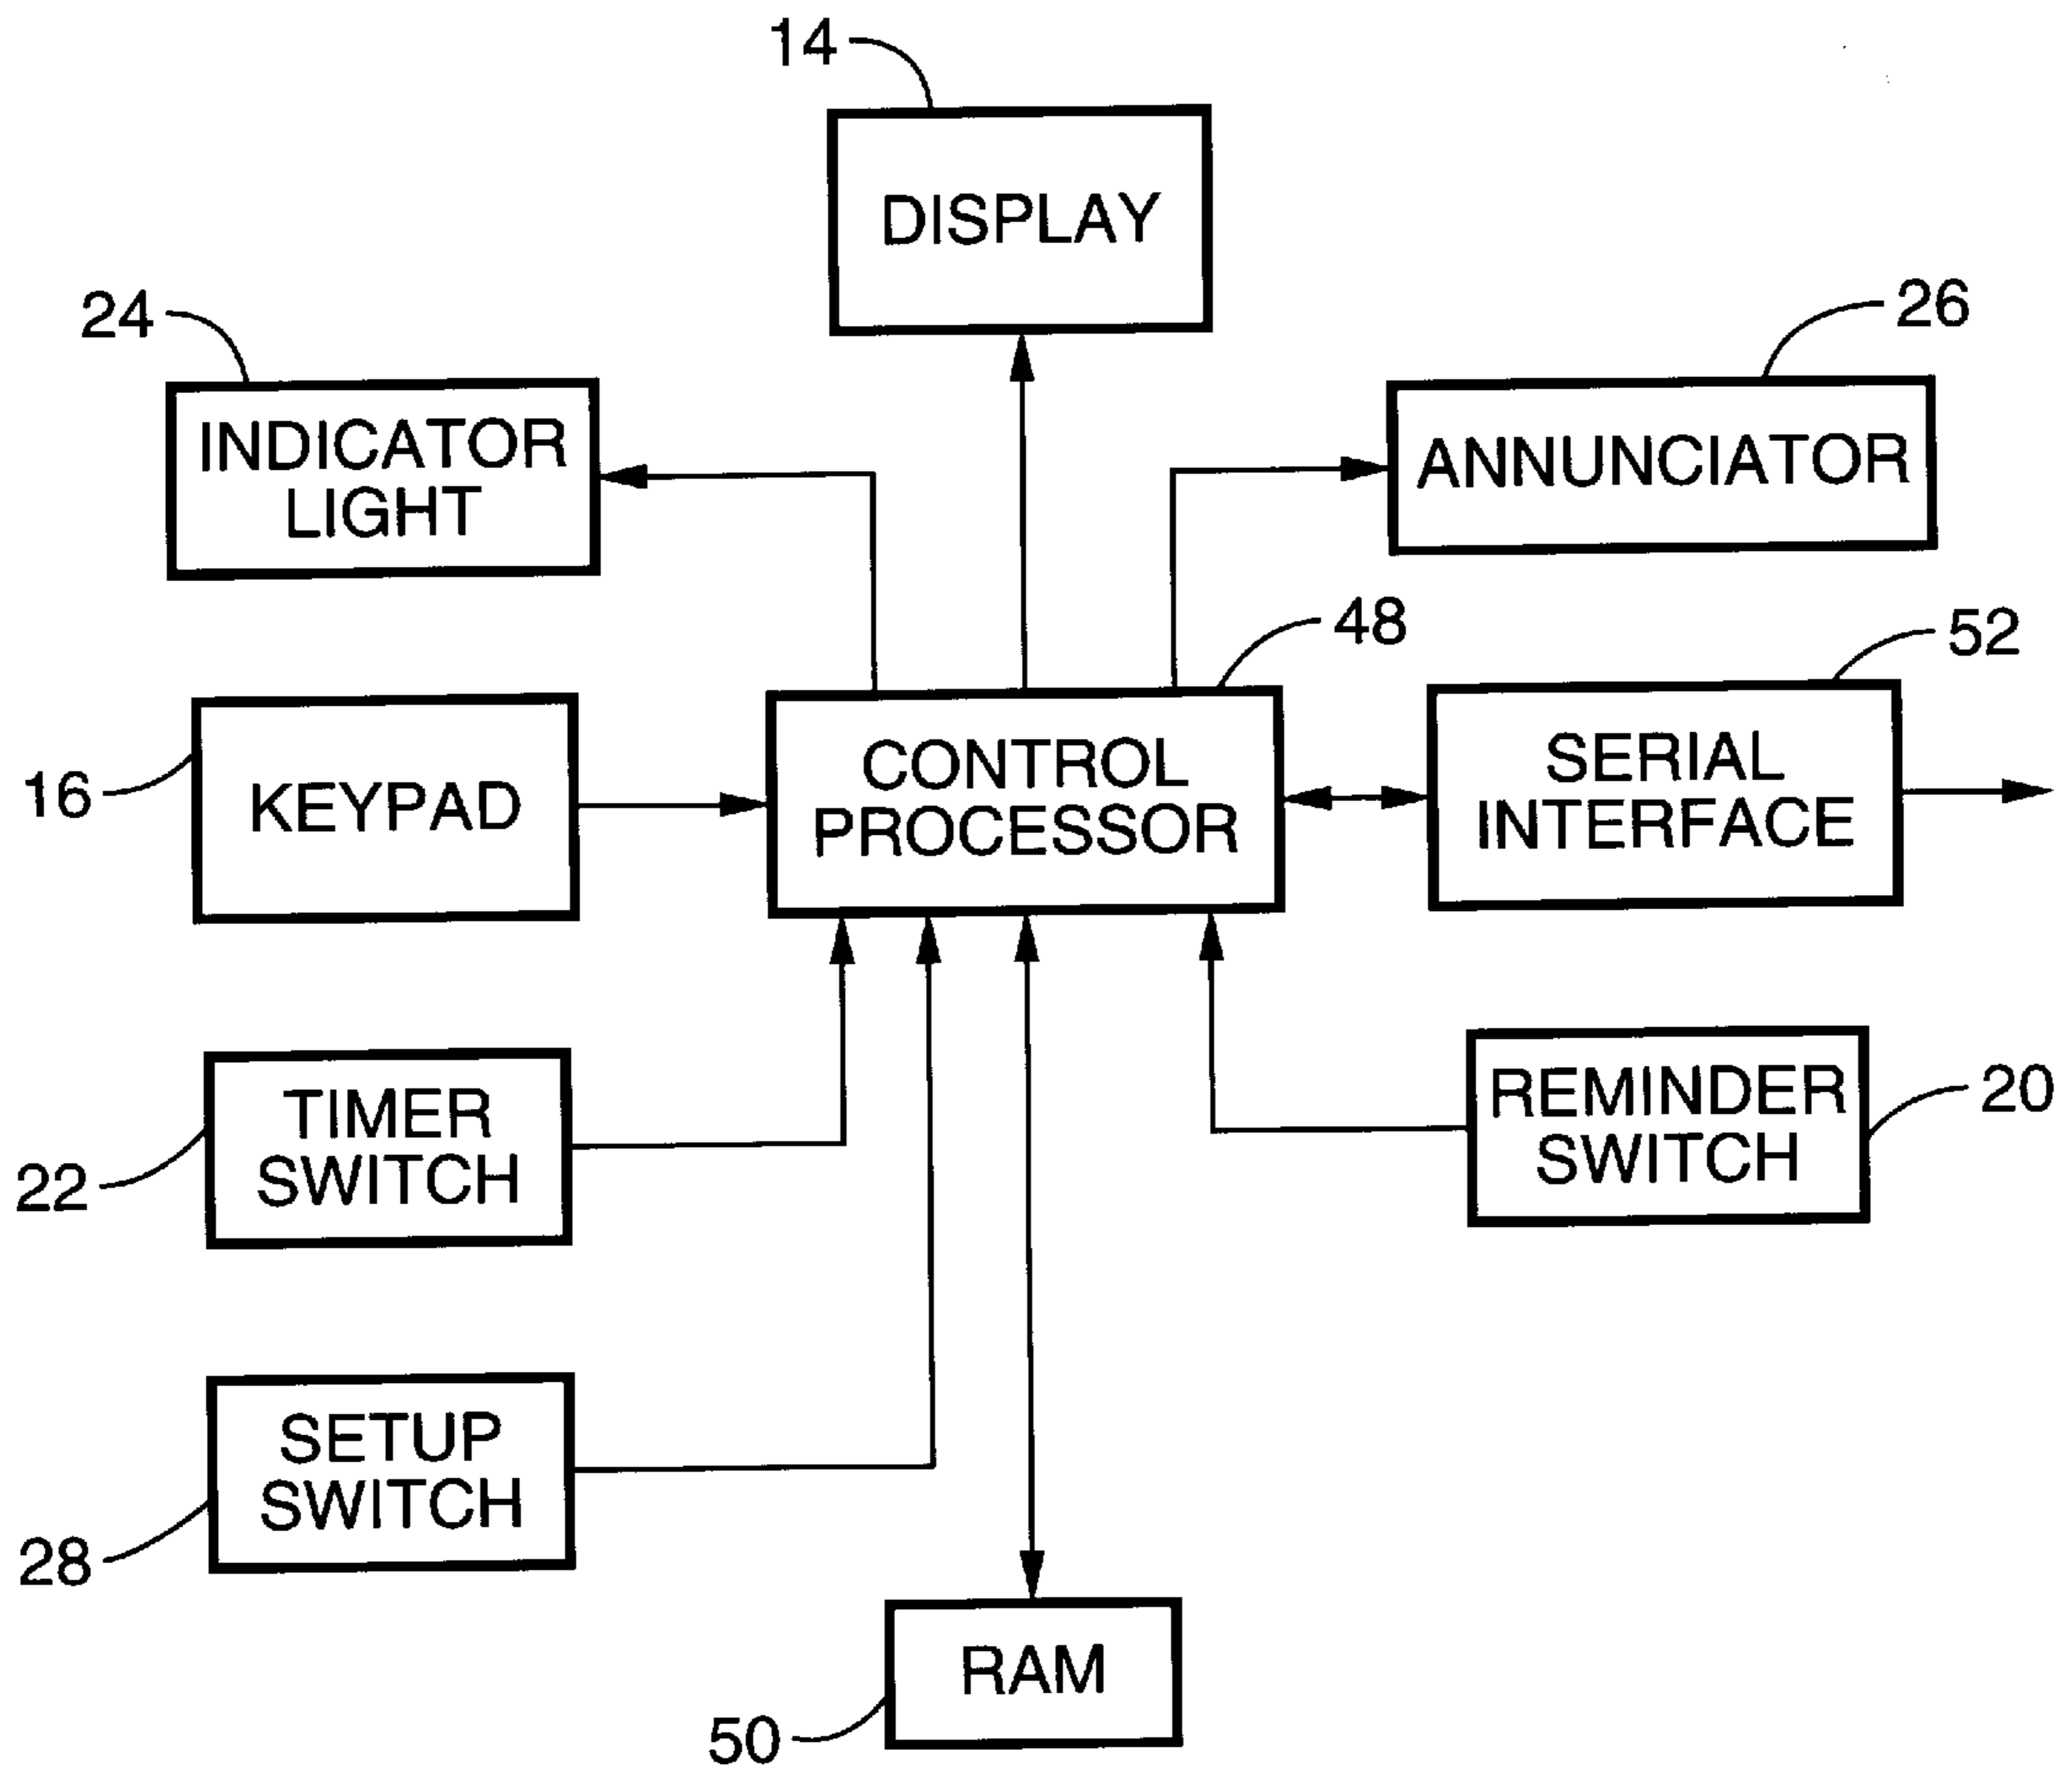 14
DISPLAY
24
INDICATOR
LIGHT
26
ANNUNCIATOR
48
52
16
KEYPAD
CONTROL
PROCESSOR
SERIAL
INTERFACE
22
TIMER
SWITCH
REMINDER
SWITCH
20
28
SETUP
SWITCH
50
RAM